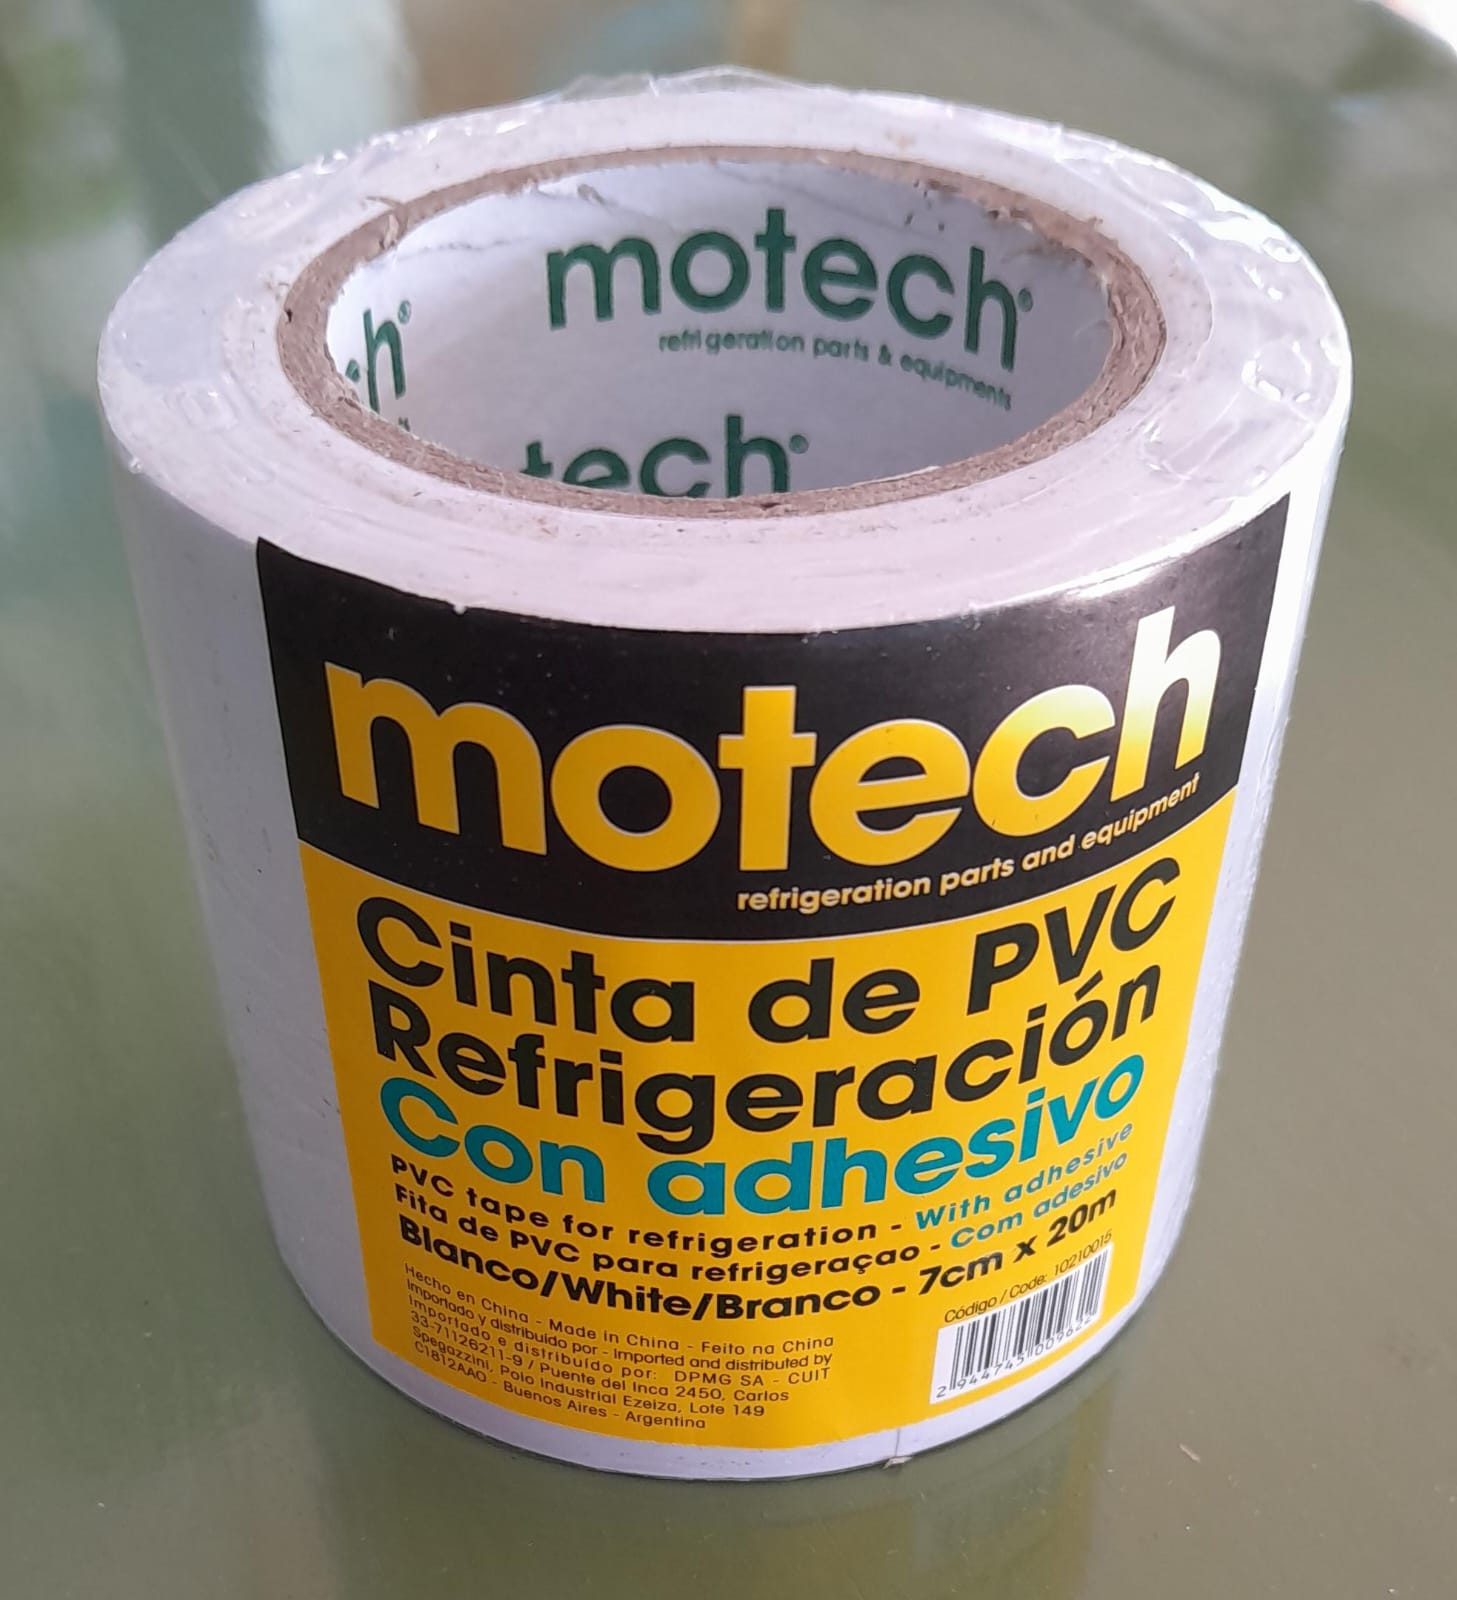 motech®
refrigeration parts & equipments
h®
tech®
motech
refrigeration parts and equipment
Cinta de PVC
Refrigeración
Con adhesivo
PVC tape for refrigeration - With adhesive
Fita de PVC para refrigeraçao - Com adesivo
Blanco/White/Branco - 7cm x 20m
Hecho en China - Made in China - Feito na China
Importado y distribuído por - Imported and distributed by
Importado e distribuído por: DPMG SA - CUIT
33-71126211-9 / Puente del Inca 2450, Carlos
Spegazzini, Polo Industrial Ezeiza, Lote 149
C1812AAO - Buenos Aires - Argentina
Código / Code: 10210015